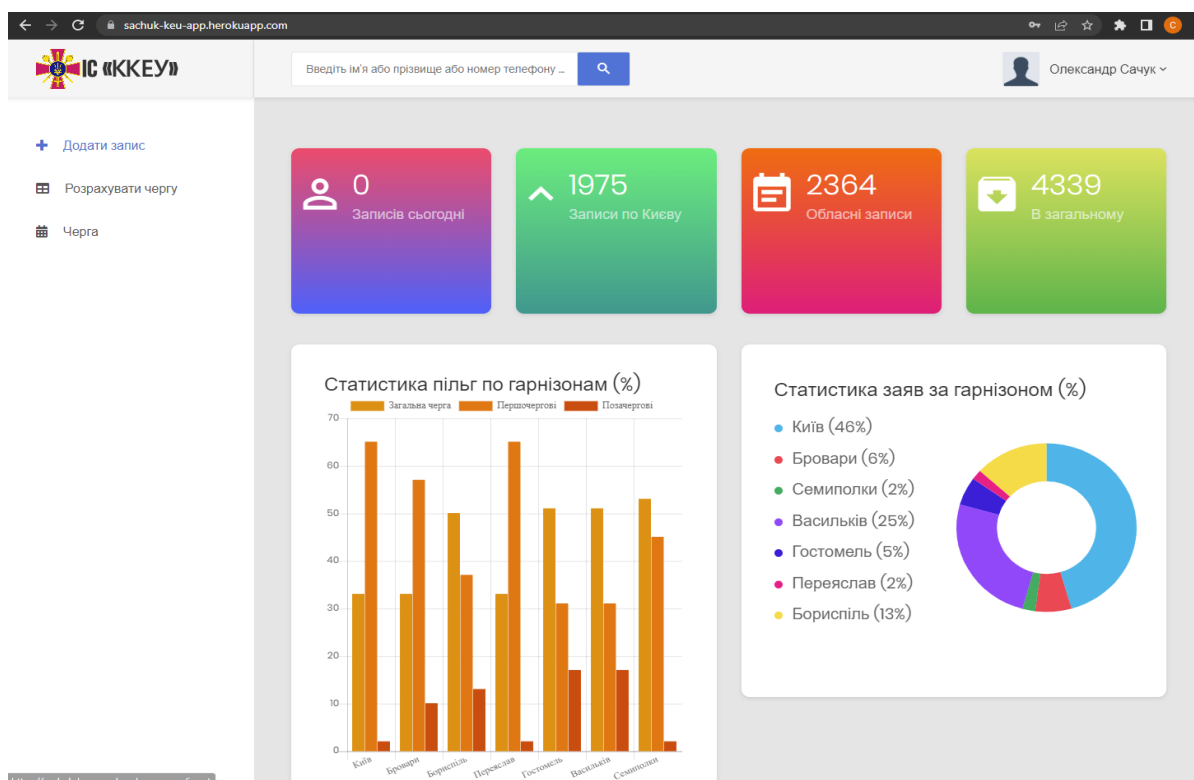 sachuk-keu-app.herokuapp.com
C
ІС «ККЕУ»
Введіть ім'я або прізвище або номер телефону ...
Олександр Сачук
Додати запис
Розрахувати чергу
Черга
0
Записів сьогодні
1975
Записи по Києву
2364
Обласні записи
4339
В загальному
Статистика пільг по гарнізонам (%)
Загальна черга Першочергові Позачергові
70
60
50
40
30
20
10
0
Київ Бровари Бориспіль Переяслав Гостомель Васильків Семиполки
Статистика заяв за гарнізоном (%)
Київ (46%)
Бровари (6%)
Семиполки (2%)
Васильків (25%)
Гостомель (5%)
Переяслав (2%)
Бориспіль (13%)